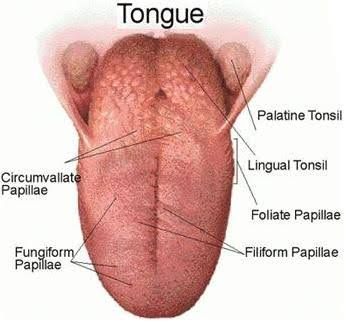 Tongue
Palatine Tonsil
Lingual Tonsil
Circumvallate
Papillae
Foliate Papillae
Fungiform
Papillae
Filiform Papillae